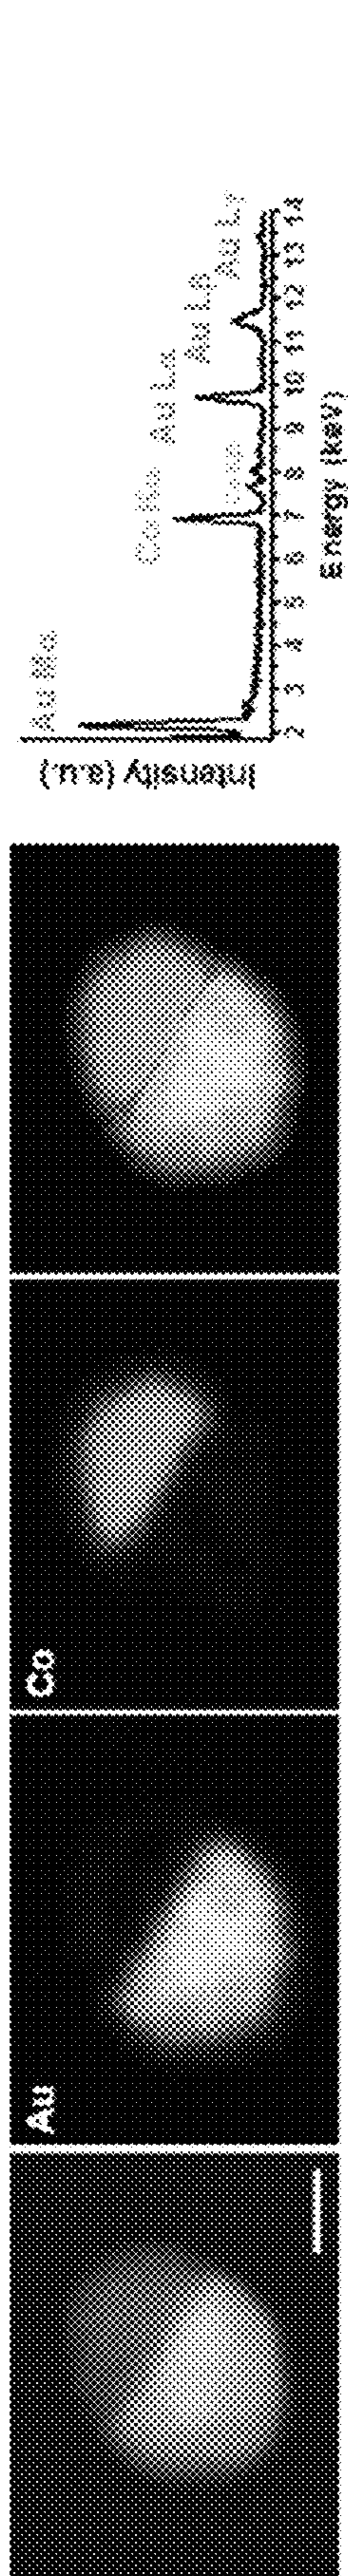 Au
Co
Intensity (a.u.)
Au Mα
Co Kα
Au Lα
Au Lβ
Au Lγ
2 3 4 5 6 7 8 9 10 11 12 13 14
Energy (keV)